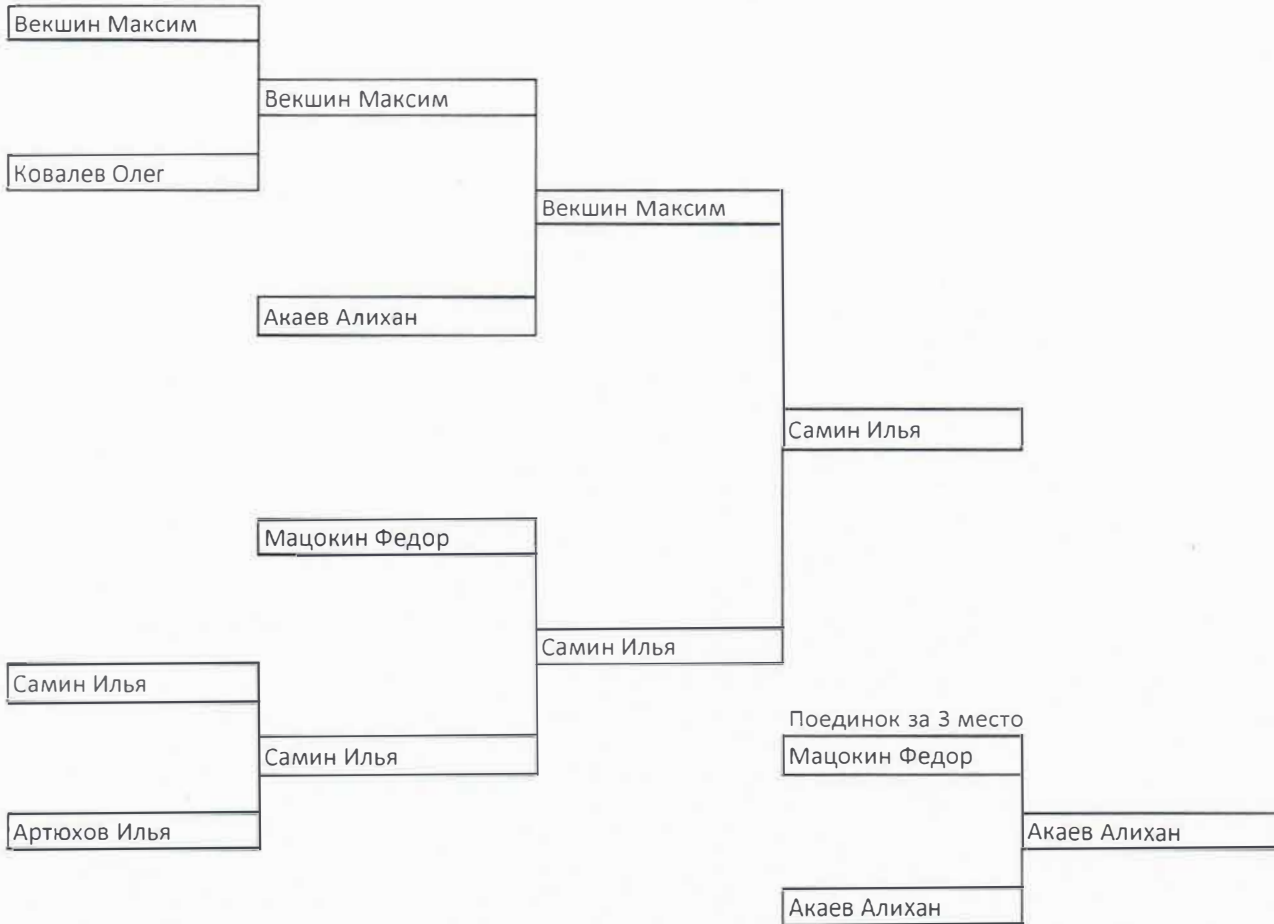 Векшин Максим
Векшин Максим
Ковалев Олег
Векшин Максим
Акаев Алихан
Самин Илья
Мацокин Федор
Самин Илья
Самин Илья
Поединок за 3 место
Самин Илья
Мацокин Федор
Артюхов Илья
Акаев Алихан
Акаев Алихан